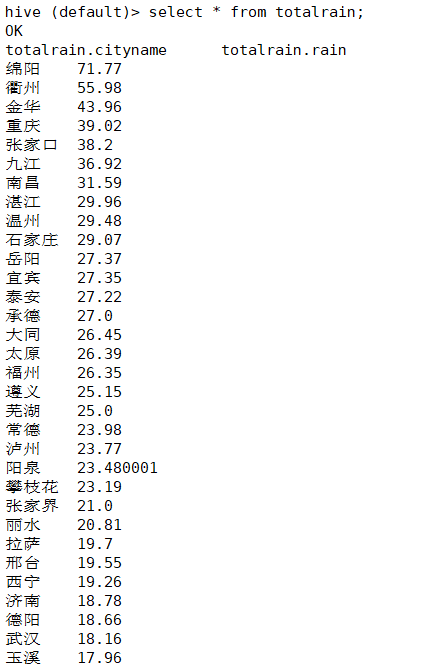 hive (default)> select * from totalrain;
OK
totalrain.cityname totalrain.rain
绵阳 71.77
衢州 55.98
金华 43.96
重庆 39.02
张家口 38.2
九江 36.92
南昌 31.59
湛江 29.96
温州 29.48
石家庄 29.07
岳阳 27.37
宜宾 27.35
泰安 27.22
承德 27.0
大同 26.45
太原 26.39
福州 26.35
遵义 25.15
芜湖 25.0
常德 23.98
泸州 23.77
阳泉 23.480001
攀枝花 23.19
张家界 21.0
丽水 20.81
拉萨 19.7
邢台 19.55
西宁 19.26
济南 18.78
德阳 18.66
武汉 18.16
玉溪 17.96